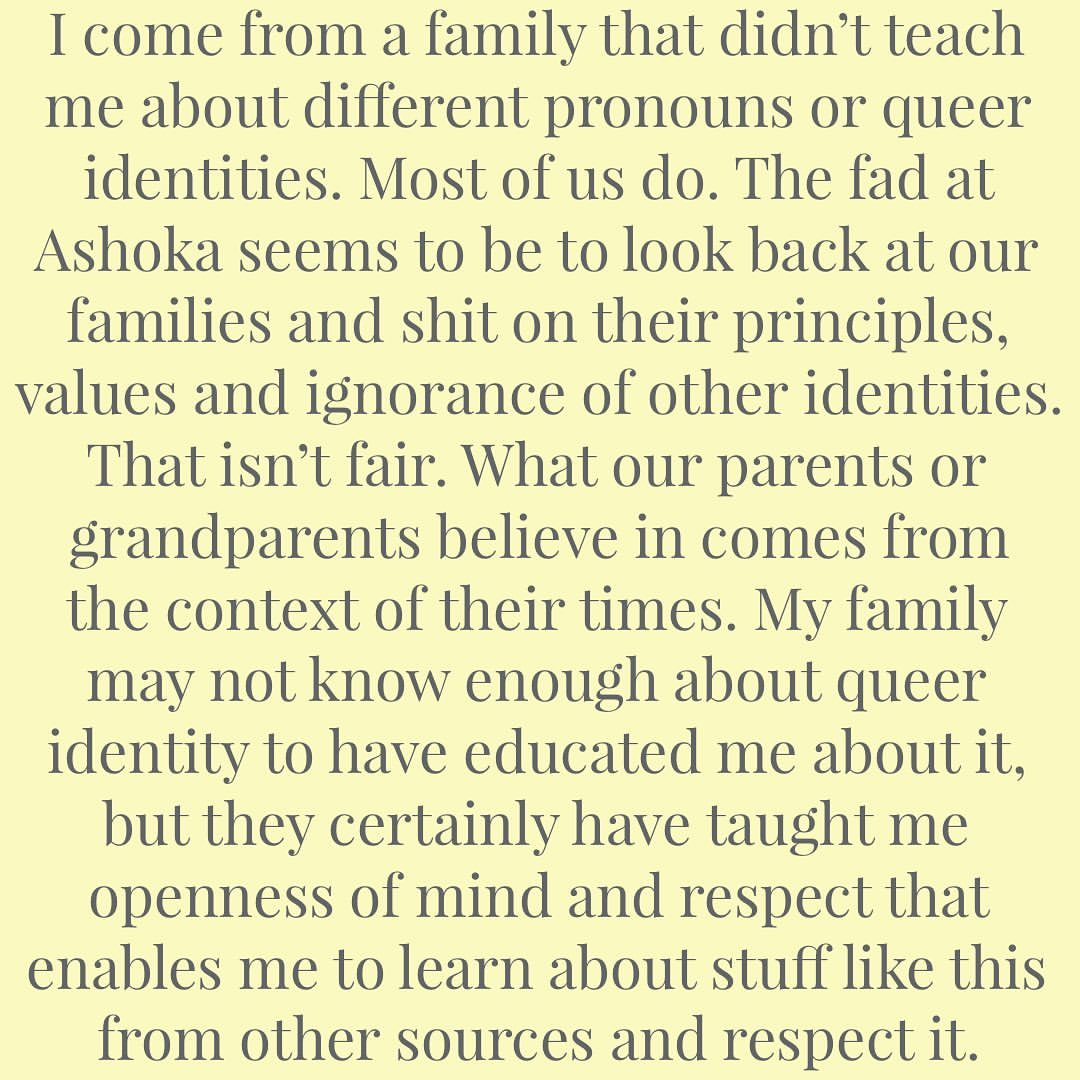 I come from a family that didn’t teach
me about different pronouns or queer
identities. Most of us do. The fad at
Ashoka seems to be to look back at our
families and shit on their principles,
values and ignorance of other identities.
That isn’t fair. What our parents or
grandparents believe in comes from
the context of their times. My family
may not know enough about queer
identity to have educated me about it,
but they certainly have taught me
openness of mind and respect that
enables me to learn about stuff like this
from other sources and respect it.